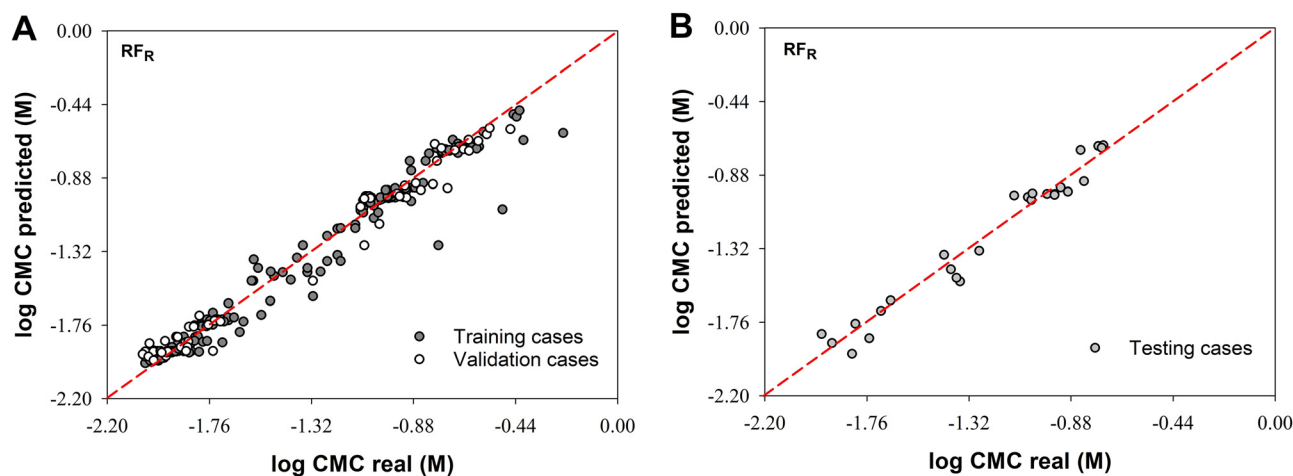 A
RF_R
log CMC predicted (M)
0.00
-0.44
-0.88
-1.32
-1.76
-2.20
Training cases
Validation cases
-2.20 -1.76 -1.32 -0.88 -0.44 0.00
log CMC real (M)
B
RF_R
log CMC predicted (M)
0.00
-0.44
-0.88
-1.32
-1.76
-2.20
Testing cases
-2.20 -1.76 -1.32 -0.88 -0.44 0.00
log CMC real (M)